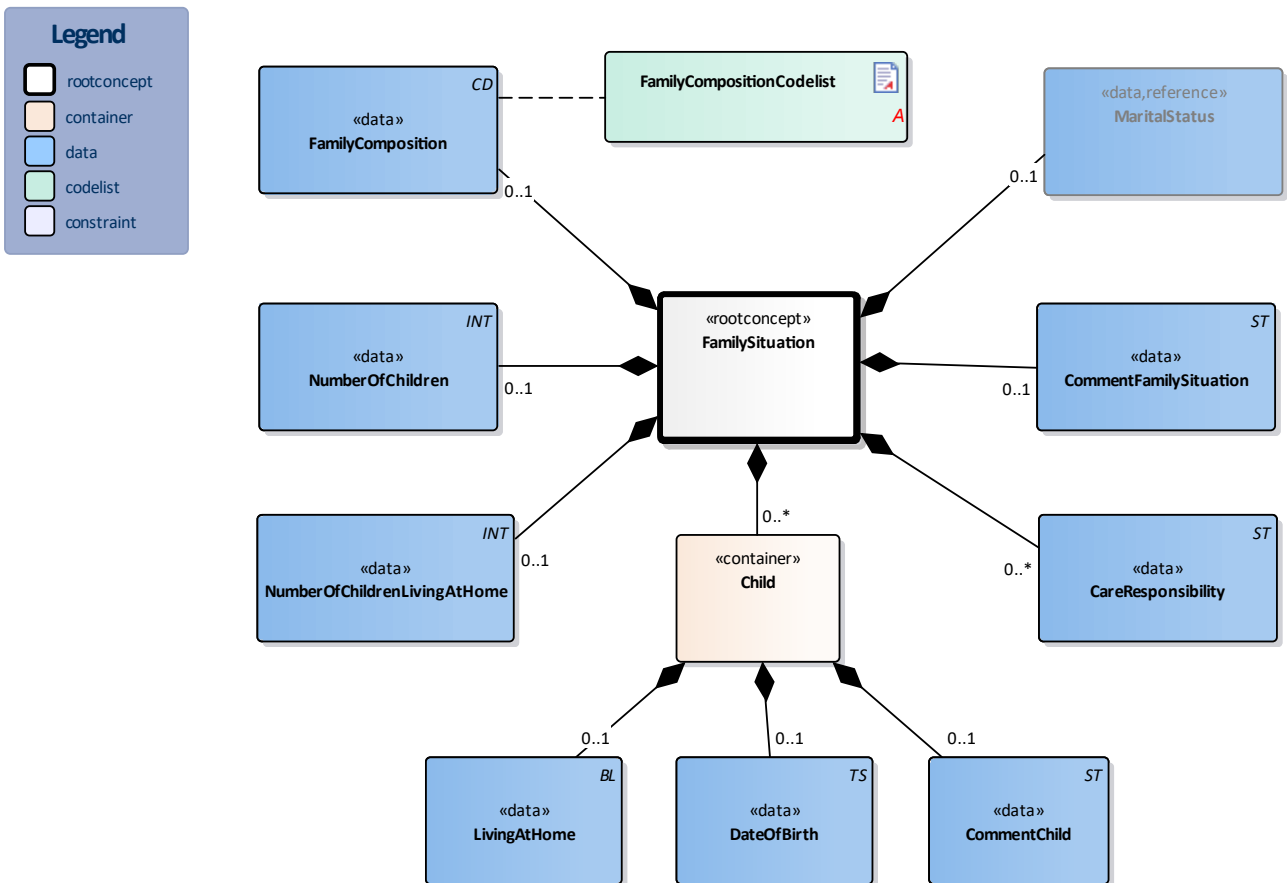 Legend
rootconcept
container
data
codelist
constraint
CD
«data»
FamilyComposition
FamilyCompositionCodelist
A
«data,reference»
MaritalStatus
0..1
0..1
INT
«data»
NumberOfChildren
0..1
«rootconcept»
FamilySituation
ST
«data»
CommentFamilySituation
0..1
INT
«data»
NumberOfChildrenLivingAtHome
0..1
0..*
«container»
Child
ST
«data»
CareResponsibility
0..*
0..1
0..1
0..1
BL
«data»
LivingAtHome
TS
«data»
DateOfBirth
ST
«data»
CommentChild